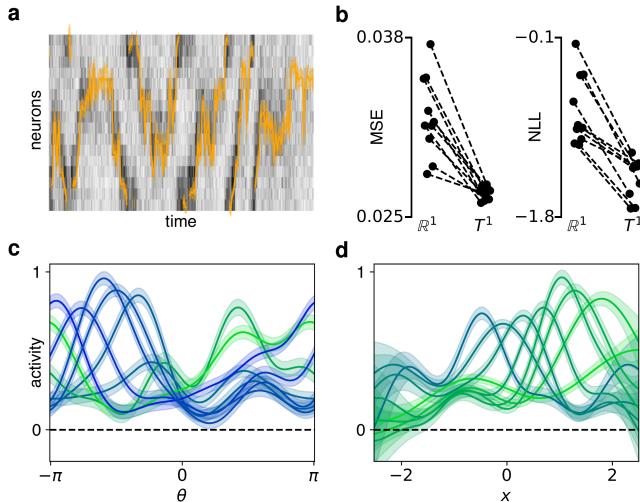 a
neurons
time
b
0.038
MSE
0.025
ℝ¹
T¹
-0.1
NLL
-1.8
ℝ¹
T¹
c
1
activity
0
−π
0
π
θ
d
1
0
−2
0
2
x